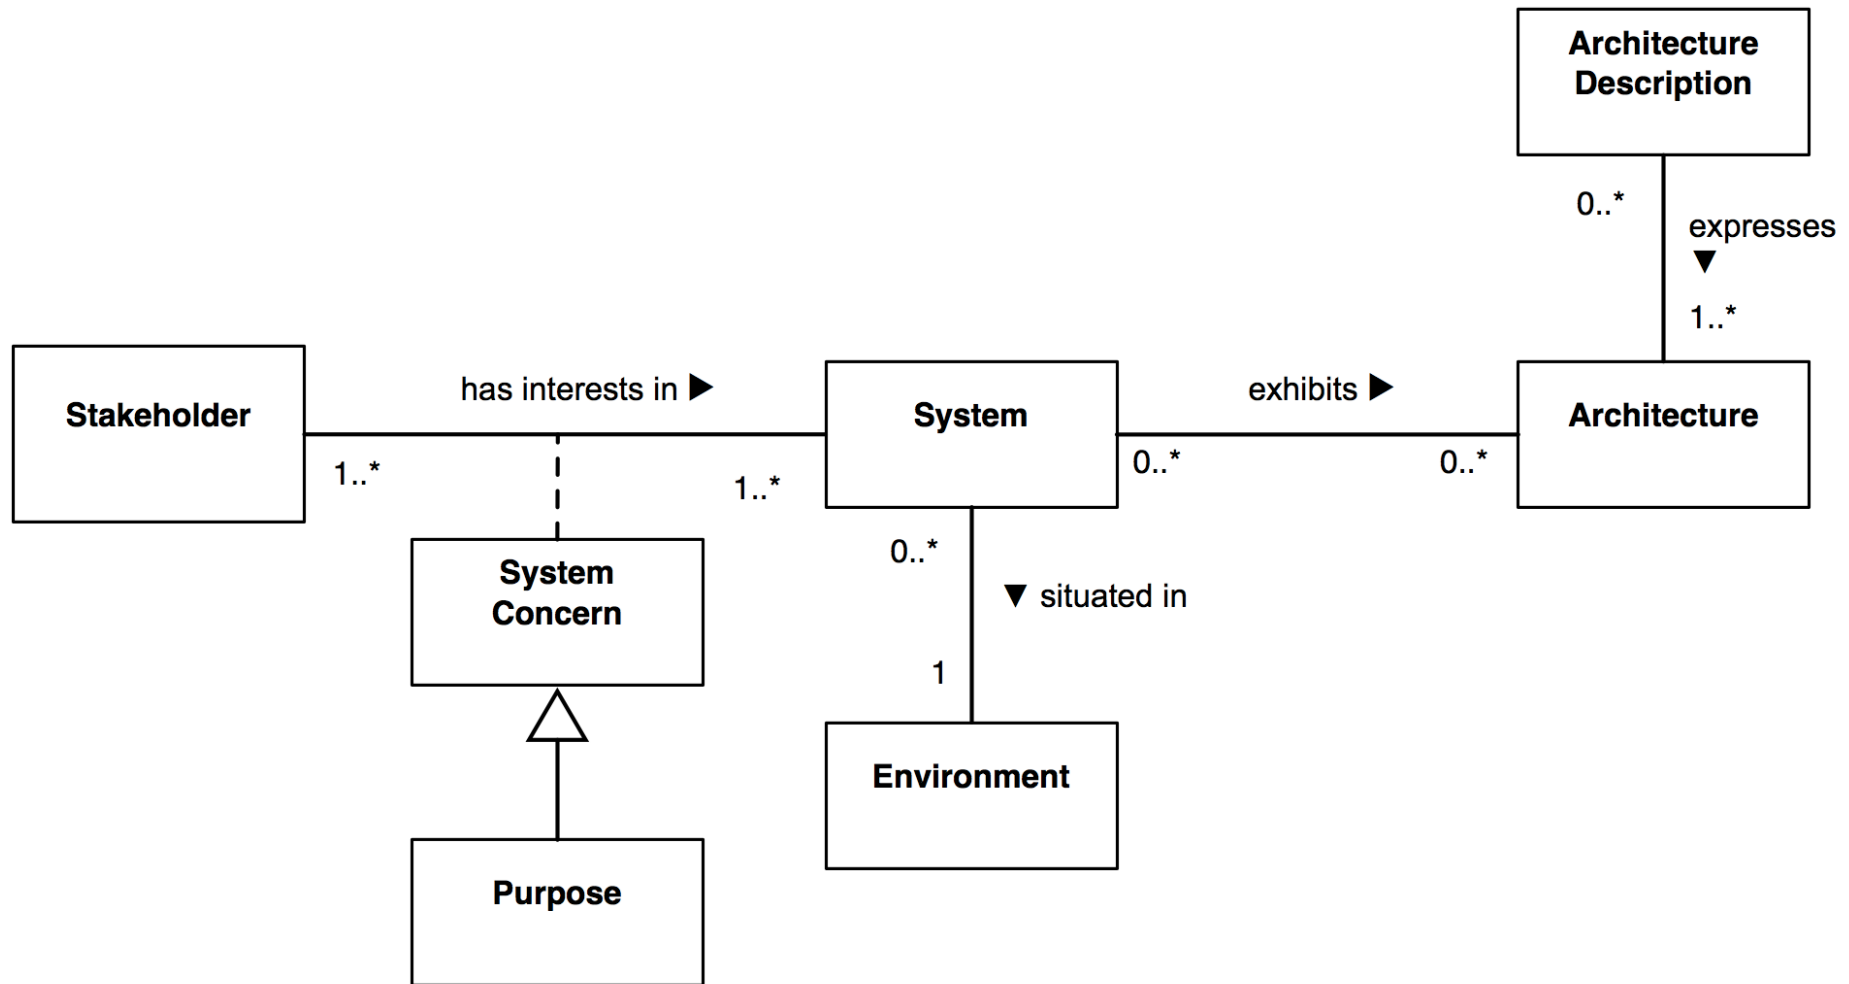 Architecture
Description
0..*
expresses
▼
1..*
Stakeholder
has interests in ▶
System
exhibits ▶
Architecture
1..*
1..*
0..*
0..*
System
Concern
0..*
▼ situated in
1
Environment
Purpose